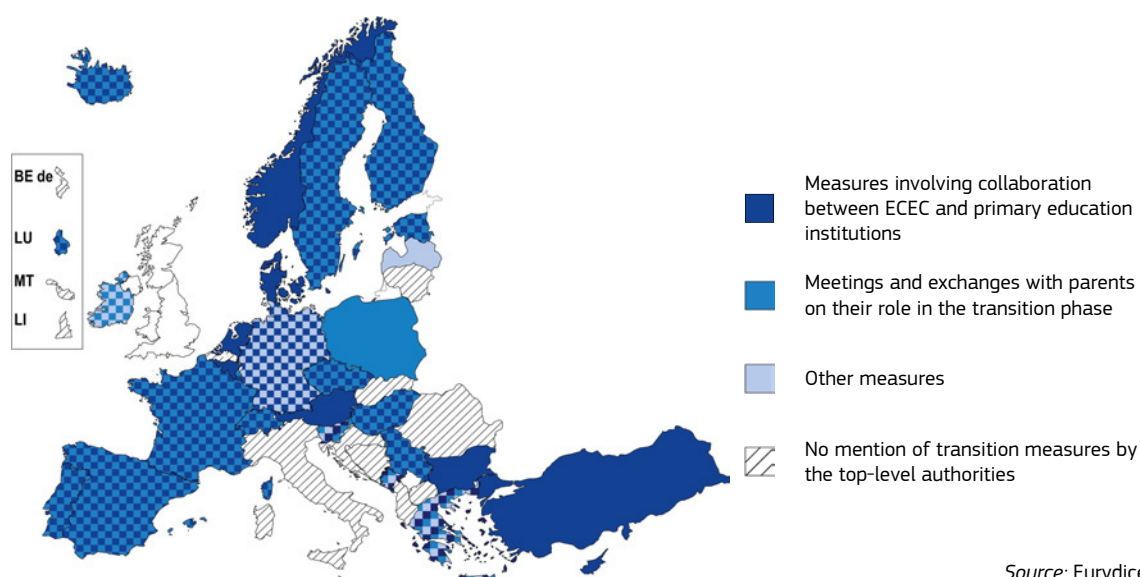 BE de
LU
MT
LI
Measures involving collaboration
between ECEC and primary education
institutions
Meetings and exchanges with parents
on their role in the transition phase
Other measures
No mention of transition measures by
the top-level authorities
Source: Eurydice